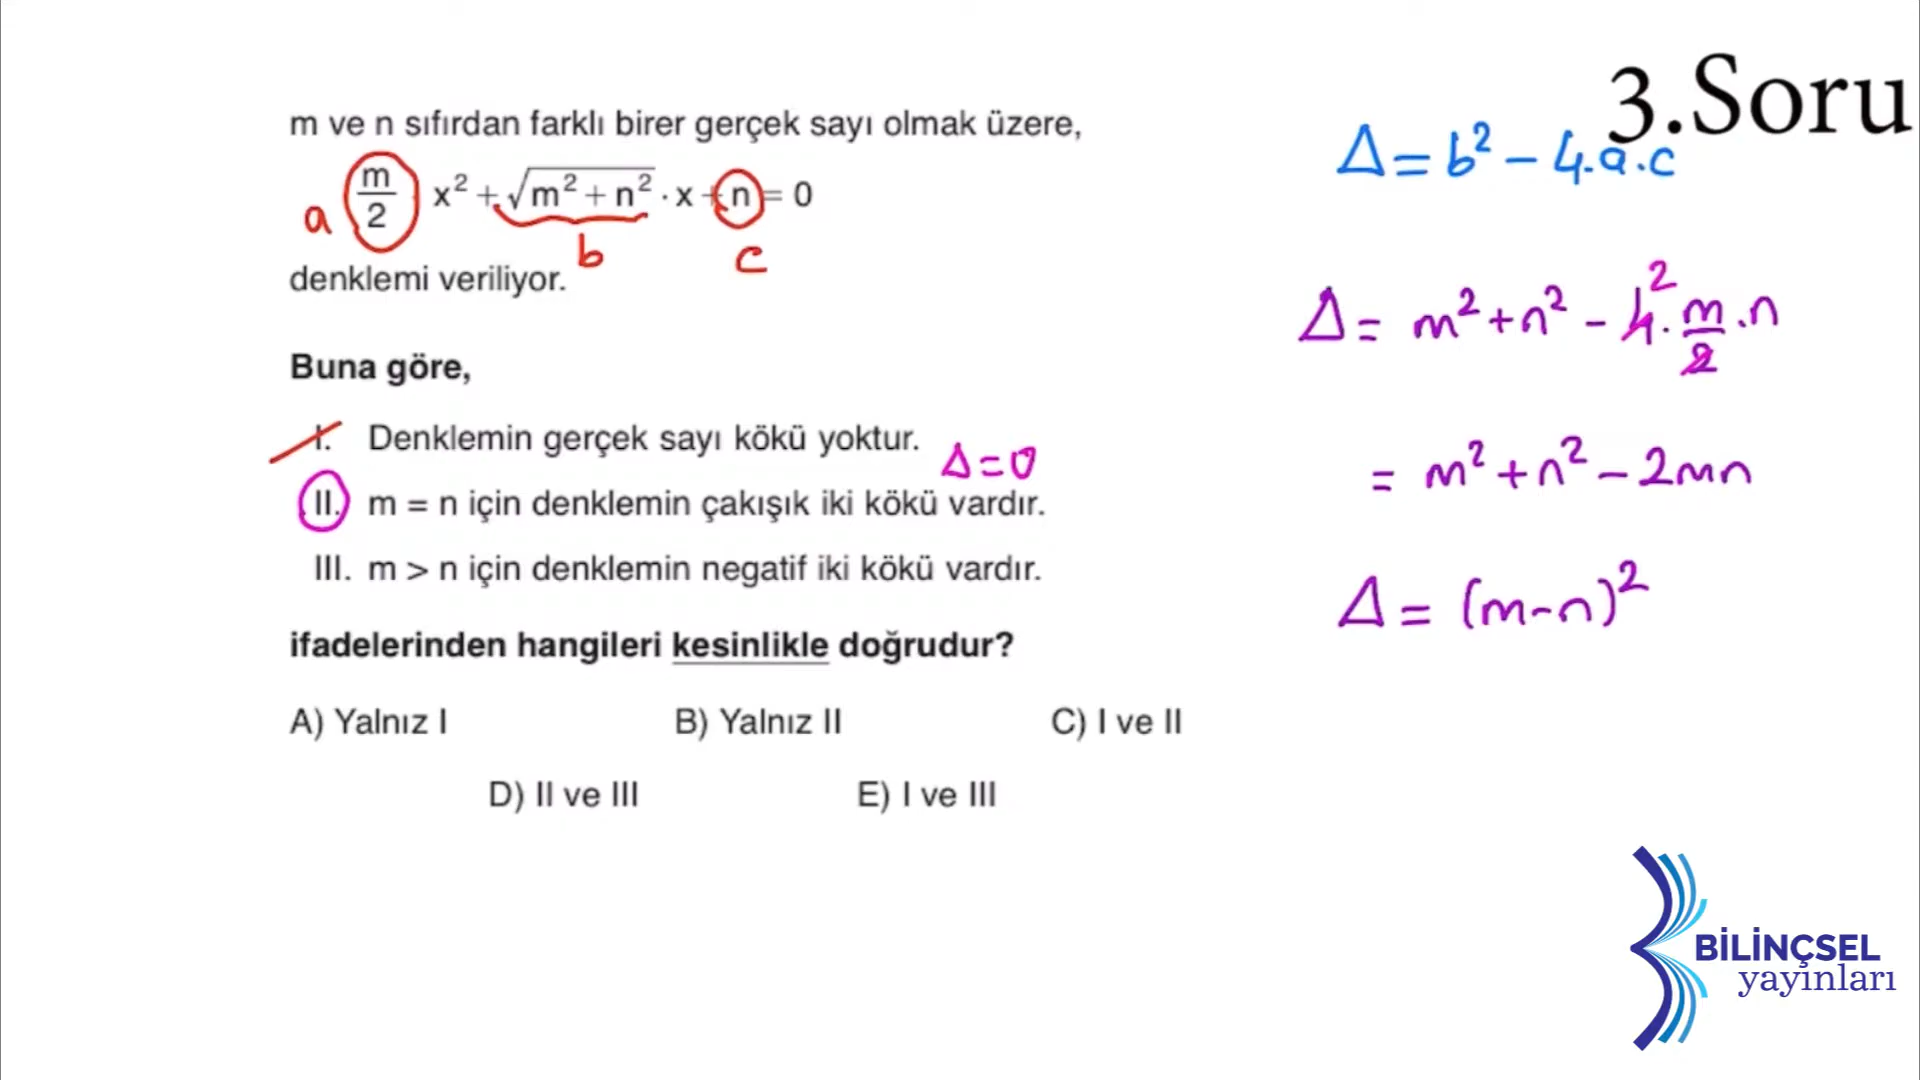 3.Soru
m ve n sıfırdan farklı birer gerçek sayı olmak üzere,
m/2 x² + √(m² + n²) · x + n = 0
a
b
c
denklemi veriliyor.
Buna göre,
I. Denklemin gerçek sayı kökü yoktur.
Δ=0
II. m = n için denklemin çakışık iki kökü vardır.
III. m > n için denklemin negatif iki kökü vardır.
ifadelerinden hangileri kesinlikle doğrudur?
A) Yalnız I B) Yalnız II C) I ve II
D) II ve III E) I ve III
Δ = b² − 4.a.c
Δ = m² + n² − 4².m/2.n
= m² + n² − 2mn
Δ = (m−n)²
BİLİNÇSEL
yayınları